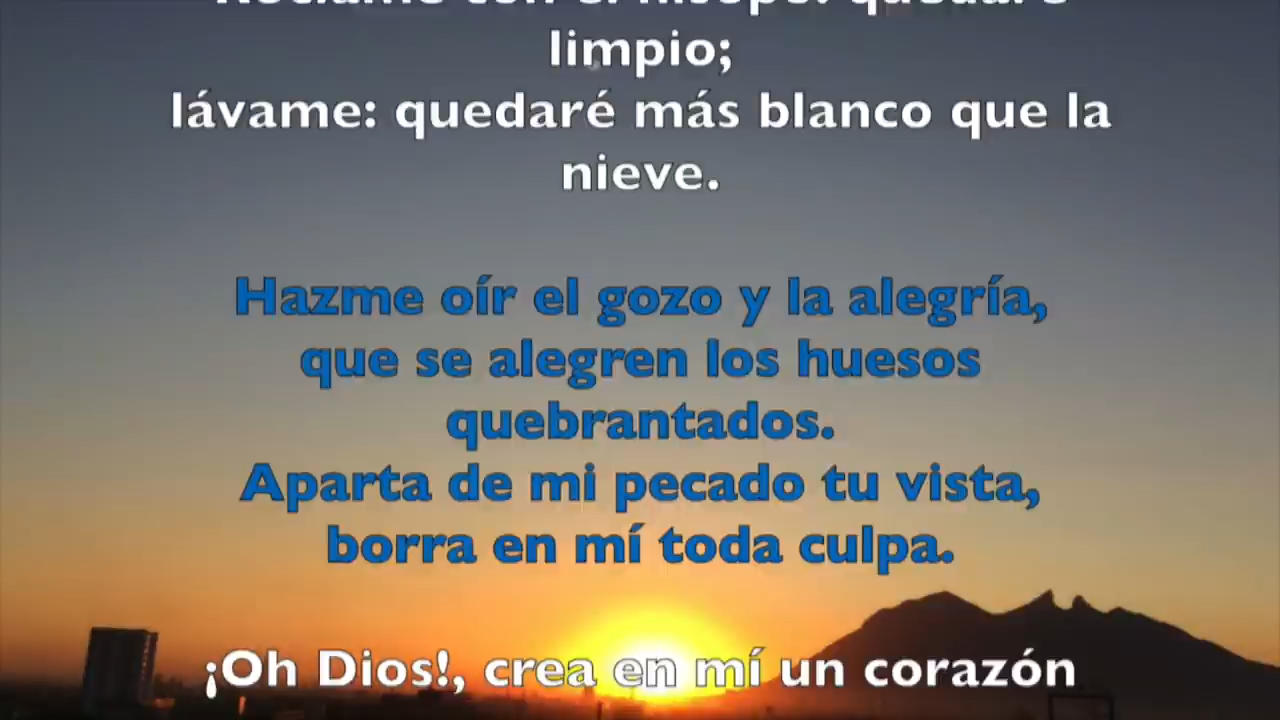 limpio;
lávame: quedaré más blanco que la
nieve.
Hazme oír el gozo y la alegría,
que se alegren los huesos
quebrantados.
Aparta de mi pecado tu vista,
borra en mí toda culpa.
¡Oh Dios!, crea en mí un corazón